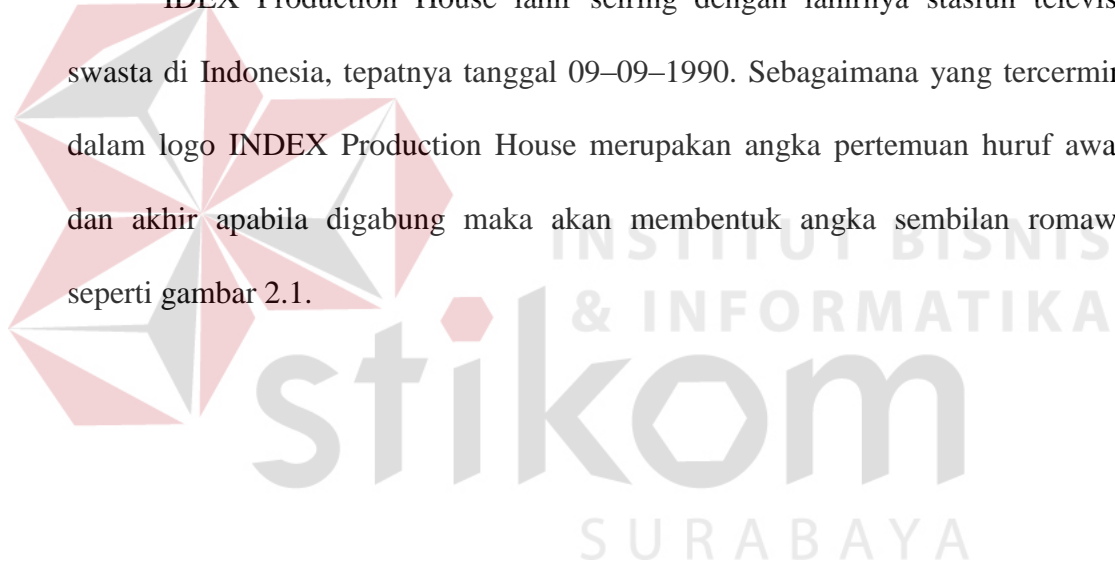 IDEX Production House lahir seiring dengan lahirnya stasiun televis
swasta di Indonesia, tepatnya tanggal 09–09–1990. Sebagaimana yang tercermin
dalam logo INDEX Production House merupakan angka pertemuan huruf awa
dan akhir apabila digabung maka akan membentuk angka sembilan romaw
seperti gambar 2.1.
INSTITUT BISNIS
& INFORMATIKA
stikom
SURABAYA